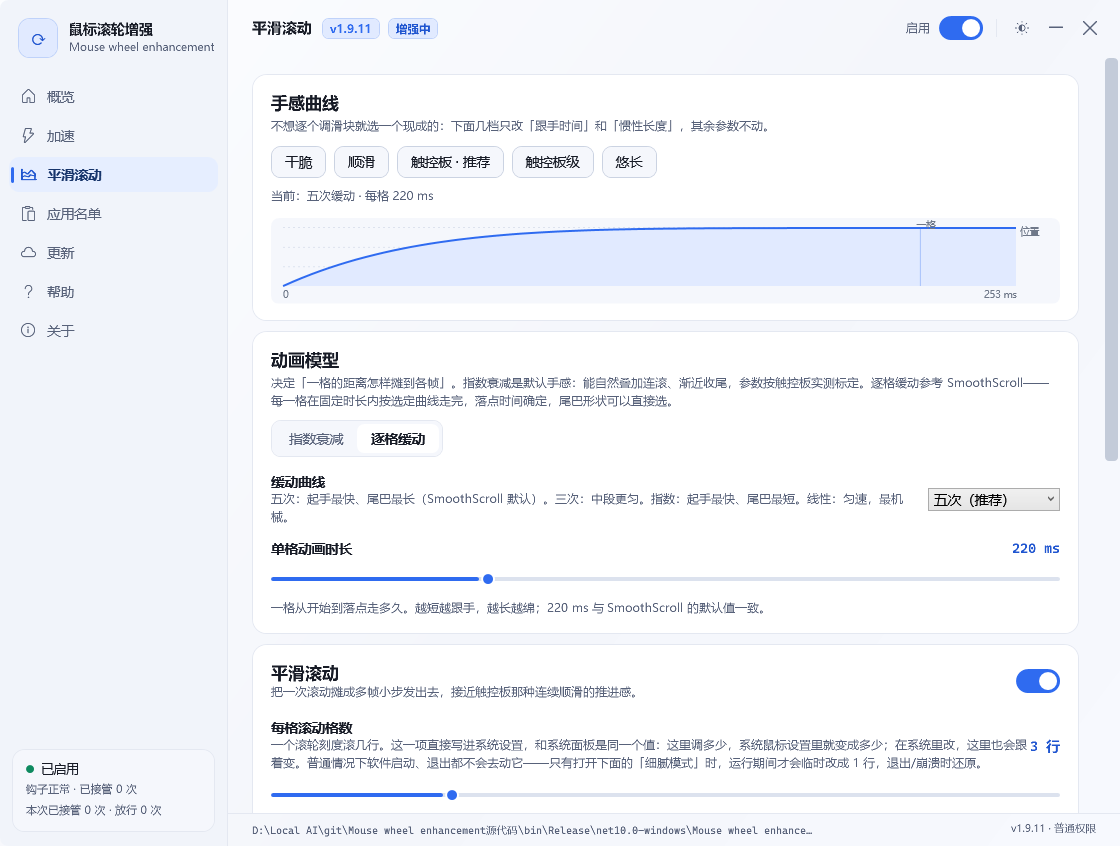 鼠标滚轮增强
Mouse wheel enhancement
概览
加速
平滑滚动
应用名单
更新
帮助
关于
已启用
钩子正常 · 已接管 0 次
本次已接管 0 次 · 放行 0 次
平滑滚动 v1.9.11 增强中
启用
手感曲线
不想逐个调滑块就选一个现成的：下面几档只改「跟手时间」和「惯性长度」，其余参数不动。
干脆 顺滑 触控板 · 推荐 触控板级 悠长
当前：五次缓动 · 每格 220 ms
一格
位置
0
253 ms
动画模型
决定「一格的距离怎样摊到各帧」。指数衰减是默认手感：能自然叠加连滚、渐近收尾，参数按触控板实测标定。逐格缓动参考 SmoothScroll——
每一格在固定时长内按选定曲线走完，落点时间确定，尾巴形状可以直接选。
指数衰减 逐格缓动
缓动曲线
五次：起手最快、尾巴最长（SmoothScroll 默认）。三次：中段更匀。指数：起手最快、尾巴最短。线性：匀速，最机
械。
五次（推荐）
单格动画时长
220 ms
一格从开始到落点走多久。越短越跟手，越长越绵；220 ms 与 SmoothScroll 的默认值一致。
平滑滚动
把一次滚动摊成多帧小步发出去，接近触控板那种连续顺滑的推进感。
每格滚动格数
一个滚轮刻度滚几行。这一项直接写进系统设置，和系统面板是同一个值：这里调多少，系统鼠标设置里就变成多少；在系统里改，这里也会跟
着变。普通情况下软件启动、退出都不会去动它——只有打开下面的「细腻模式」时，运行期间才会临时改成 1 行，退出/崩溃时还原。
3 行
D:\Local AI\git\Mouse wheel enhancement源代码\bin\Release\net10.0-windows\Mouse wheel enhance…
v1.9.11 · 普通权限